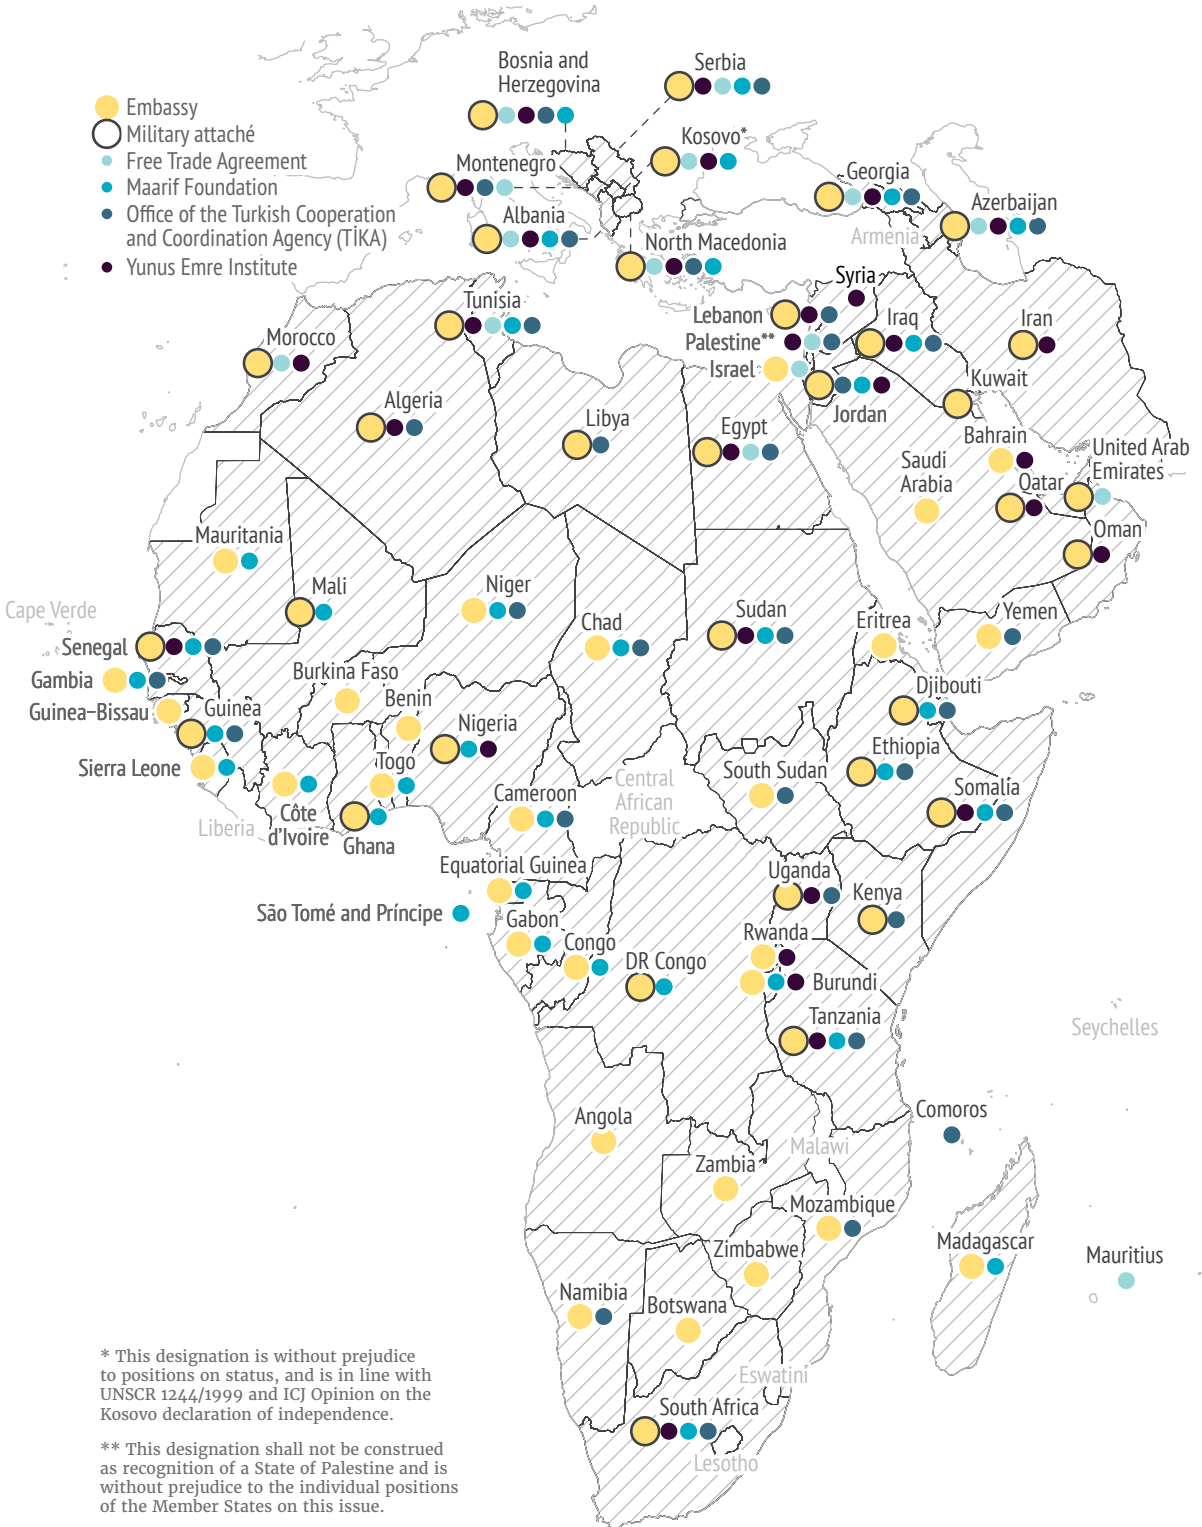 Embassy
Military attaché
Free Trade Agreement
Maarif Foundation
Office of the Turkish Cooperation
and Coordination Agency (TİKA)
Yunus Emre Institute
Bosnia and
Herzegovina
Serbia
Kosovo*
Montenegro
Albania
North Macedonia
Georgia
Azerbaijan
Armenia
Syria
Tunisia
Lebanon
Iraq
Iran
Morocco
Palestine**
Israel
Kuwait
Jordan
Algeria
Libya
Egypt
Bahrain
United Arab
Emirates
Saudi
Arabia
Qatar
Oman
Mauritania
Mali
Niger
Chad
Sudan
Eritrea
Yemen
Cape Verde
Senegal
Gambia
Guinea–Bissau
Guinea
Burkina Faso
Benin
Nigeria
Djibouti
Ethiopia
Sierra Leone
Togo
South Sudan
Somalia
Central
African
Republic
Cameroon
Liberia
Côte
d'Ivoire
Ghana
Equatorial Guinea
Uganda
Kenya
São Tomé and Príncipe
Gabon
Congo
DR Congo
Rwanda
Burundi
Tanzania
Seychelles
Comoros
Angola
Malawi
Zambia
Mozambique
Zimbabwe
Madagascar
Mauritius
Namibia
Botswana
Eswatini
South Africa
Lesotho
* This designation is without prejudice
to positions on status, and is in line with
UNSCR 1244/1999 and ICJ Opinion on the
Kosovo declaration of independence.
** This designation shall not be construed
as recognition of a State of Palestine and is
without prejudice to the individual positions
of the Member States on this issue.